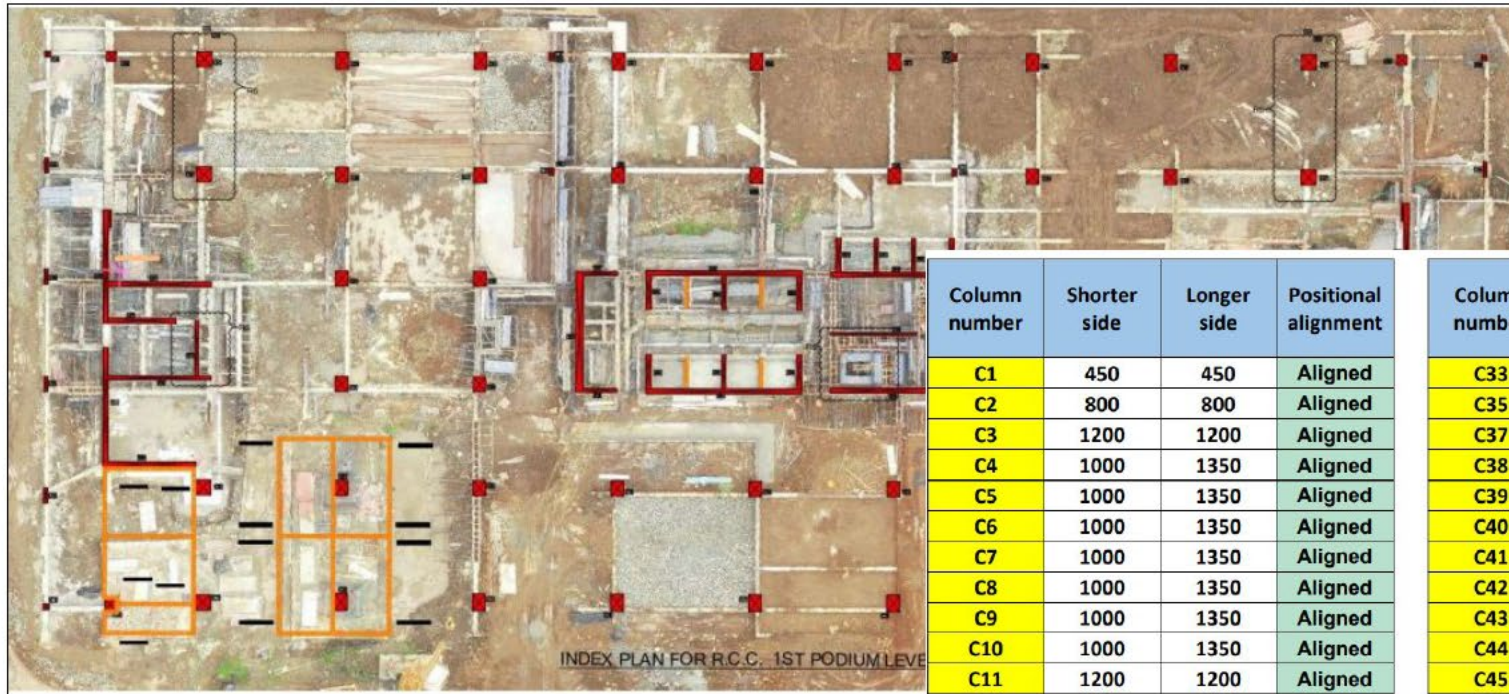 INDEX PLAN FOR R.C.C. 1ST PODIUM LEVE
Column number Shorter side Longer side Positional alignment
C1 450 450 Aligned
C2 800 800 Aligned
C3 1200 1200 Aligned
C4 1000 1350 Aligned
C5 1000 1350 Aligned
C6 1000 1350 Aligned
C7 1000 1350 Aligned
C8 1000 1350 Aligned
C9 1000 1350 Aligned
C10 1000 1350 Aligned
C11 1200 1200 Aligned
Colum
numb
C33
C35
C37
C38
C39
C40
C41
C42
C43
C44
C45